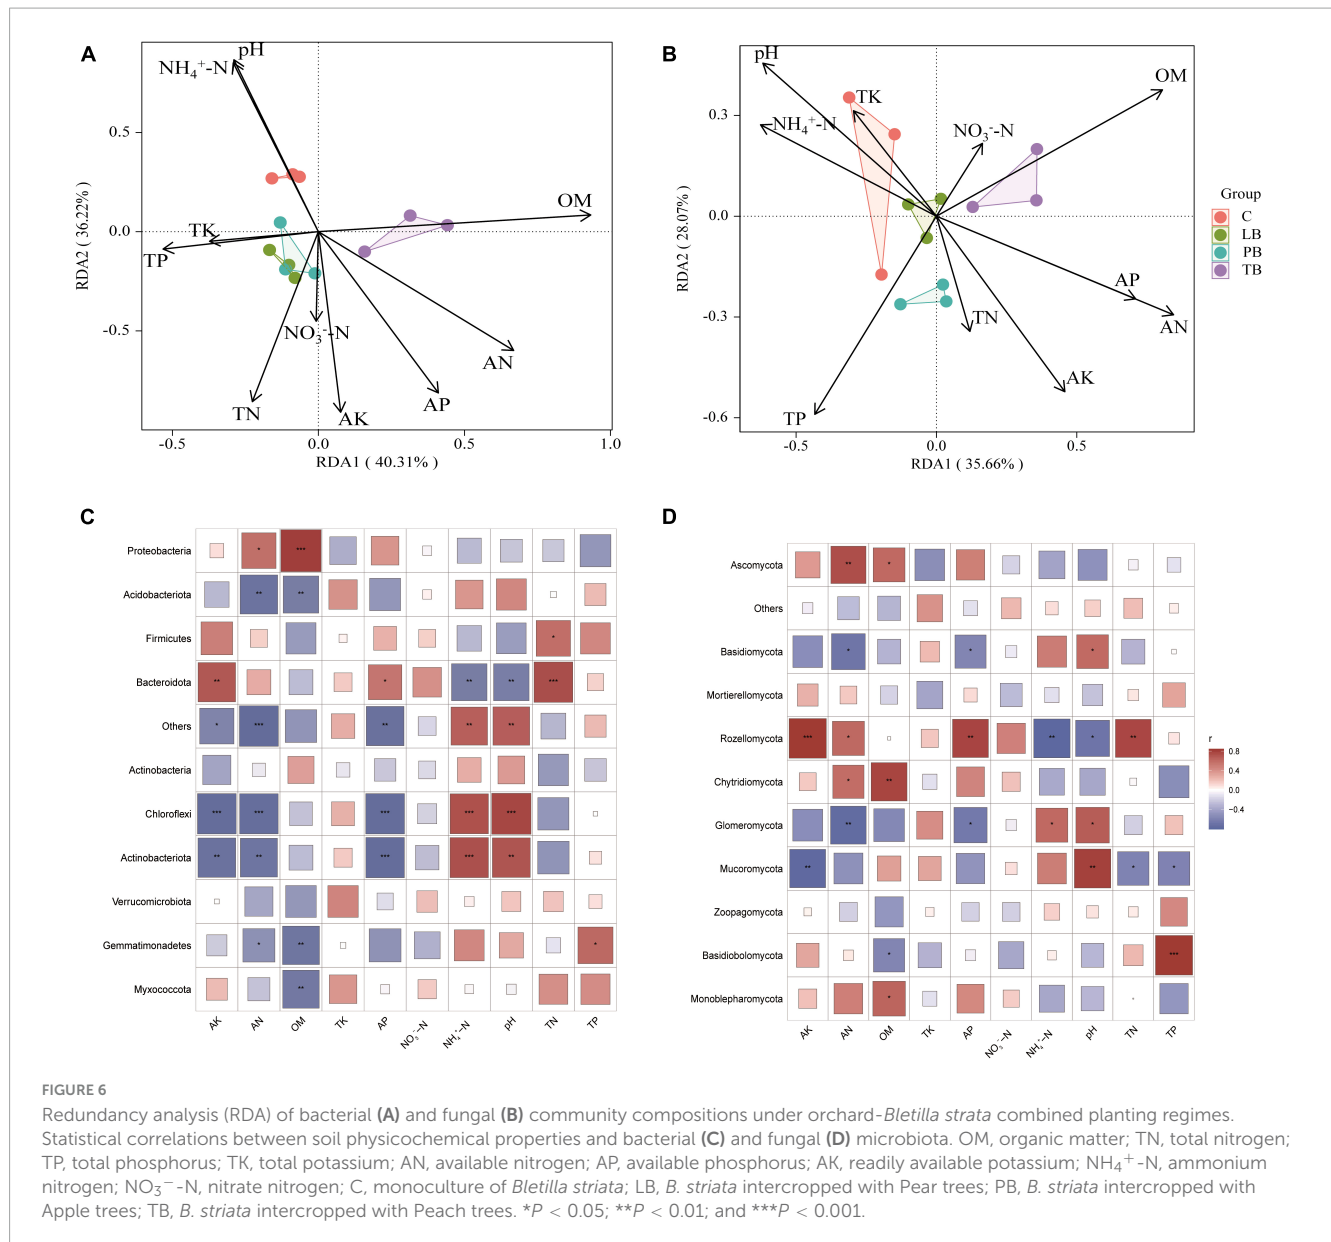 A
pH
NH₄⁺-N
0.5
0.0
-0.5
RDA2 ( 36.22%)
OM
TK
TP
NO₃⁻-N
AN
TN
AK
AP
-0.5
0.0
0.5
1.0
RDA1 ( 40.31%)
B
pH
OM
TK
NH₄⁺-N
NO₃⁻-N
0.3
0.0
-0.3
-0.6
RDA2 ( 28.07%)
AP
TN
AN
AK
TP
-0.5
0.0
0.5
RDA1 ( 35.66%)
Group
C
LB
PB
TB
C
Proteobacteria * ***
Acidobacteriota ** **
Firmicutes *
Bacteroidota ** * ** ** ***
Others * *** ** ** **
Actinobacteria
Chloroflexi *** *** *** *** ***
Actinobacteriota ** ** *** *** **
Verrucomicrobiota
Gemmatimonadetes * ** *
Myxococcota **
AK AN OM TK AP NO₃⁻-N NH₄⁺-N pH TN TP
D
Ascomycota ** *
Others
Basidiomycota * * *
Mortierellomycota
Rozellomycota *** * ** ** * **
Chytridiomycota * **
Glomeromycota ** * * *
Mucoromycota ** ** * *
Zoopagomycota
Basidiobolomycota * ***
Monoblepharomycota *
AK AN OM TK AP NO₃⁻-N NH₄⁺-N pH TN TP
r
0.8
0.4
0.0
−0.4
FIGURE 6
Redundancy analysis (RDA) of bacterial (A) and fungal (B) community compositions under orchard-Bletilla strata combined planting regimes.
Statistical correlations between soil physicochemical properties and bacterial (C) and fungal (D) microbiota. OM, organic matter; TN, total nitrogen;
TP, total phosphorus; TK, total potassium; AN, available nitrogen; AP, available phosphorus; AK, readily available potassium; NH₄⁺-N, ammonium
nitrogen; NO₃⁻-N, nitrate nitrogen; C, monoculture of Bletilla striata; LB, B. striata intercropped with Pear trees; PB, B. striata intercropped with
Apple trees; TB, B. striata intercropped with Peach trees. *P < 0.05; **P < 0.01; and ***P < 0.001.